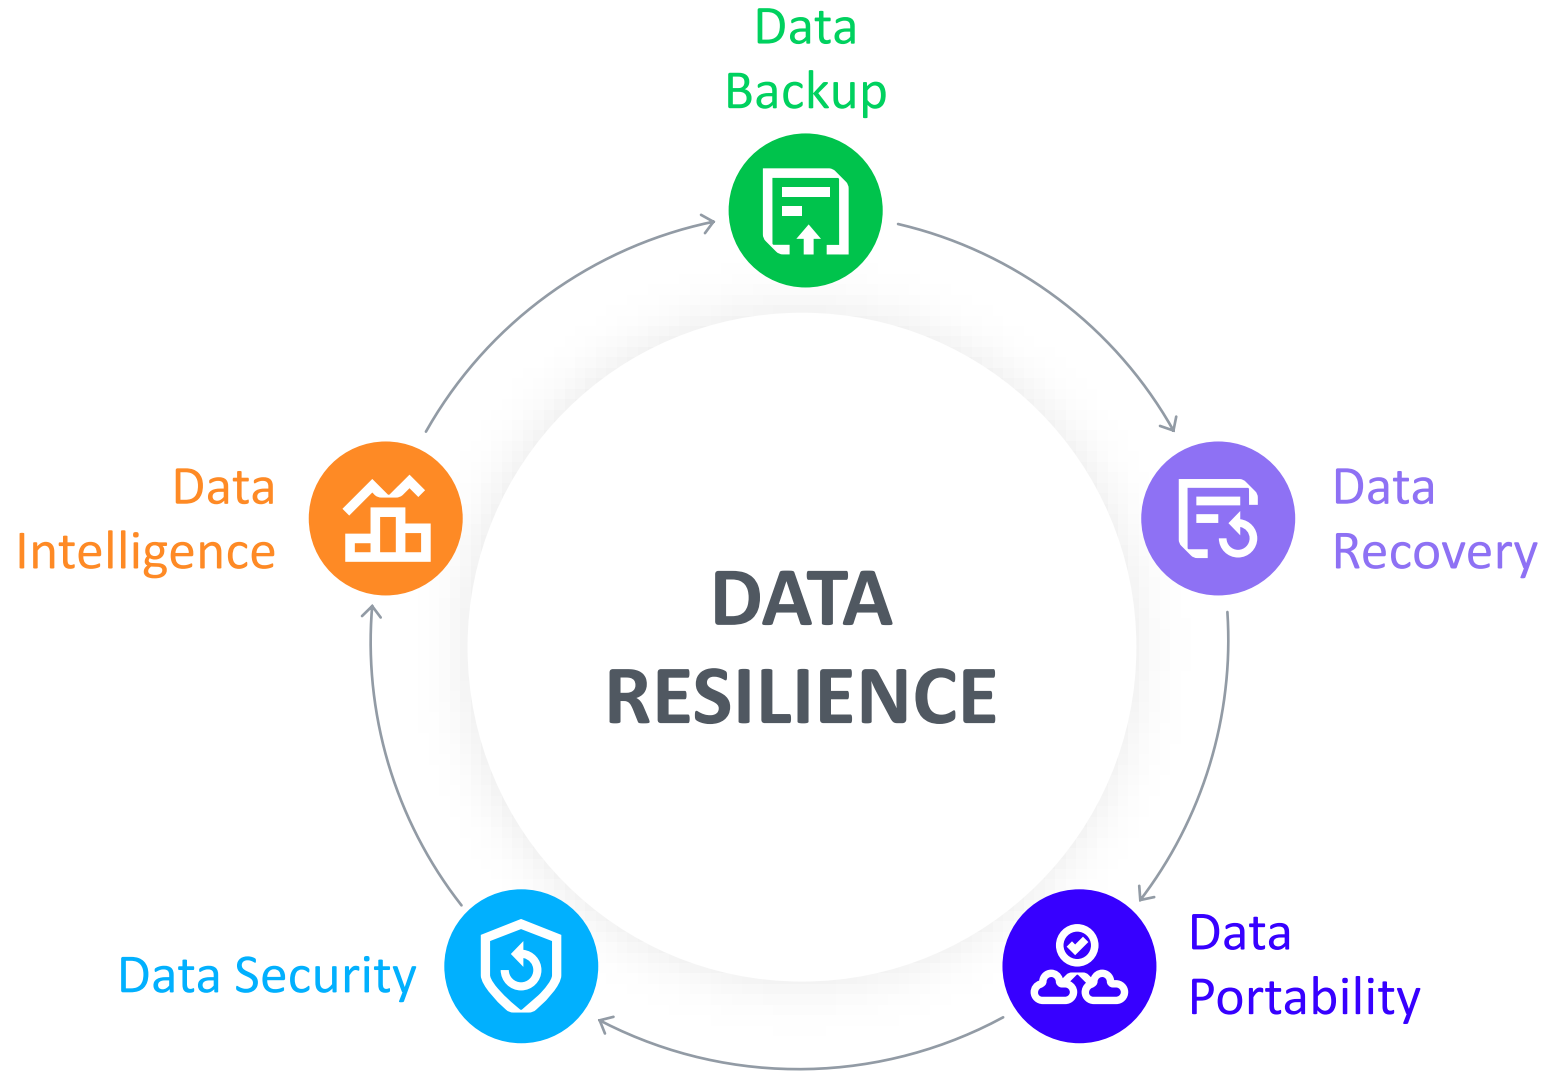 Data
Backup
Data
Intelligence
Data
Recovery
DATA
RESILIENCE
Data Security
Data
Portability